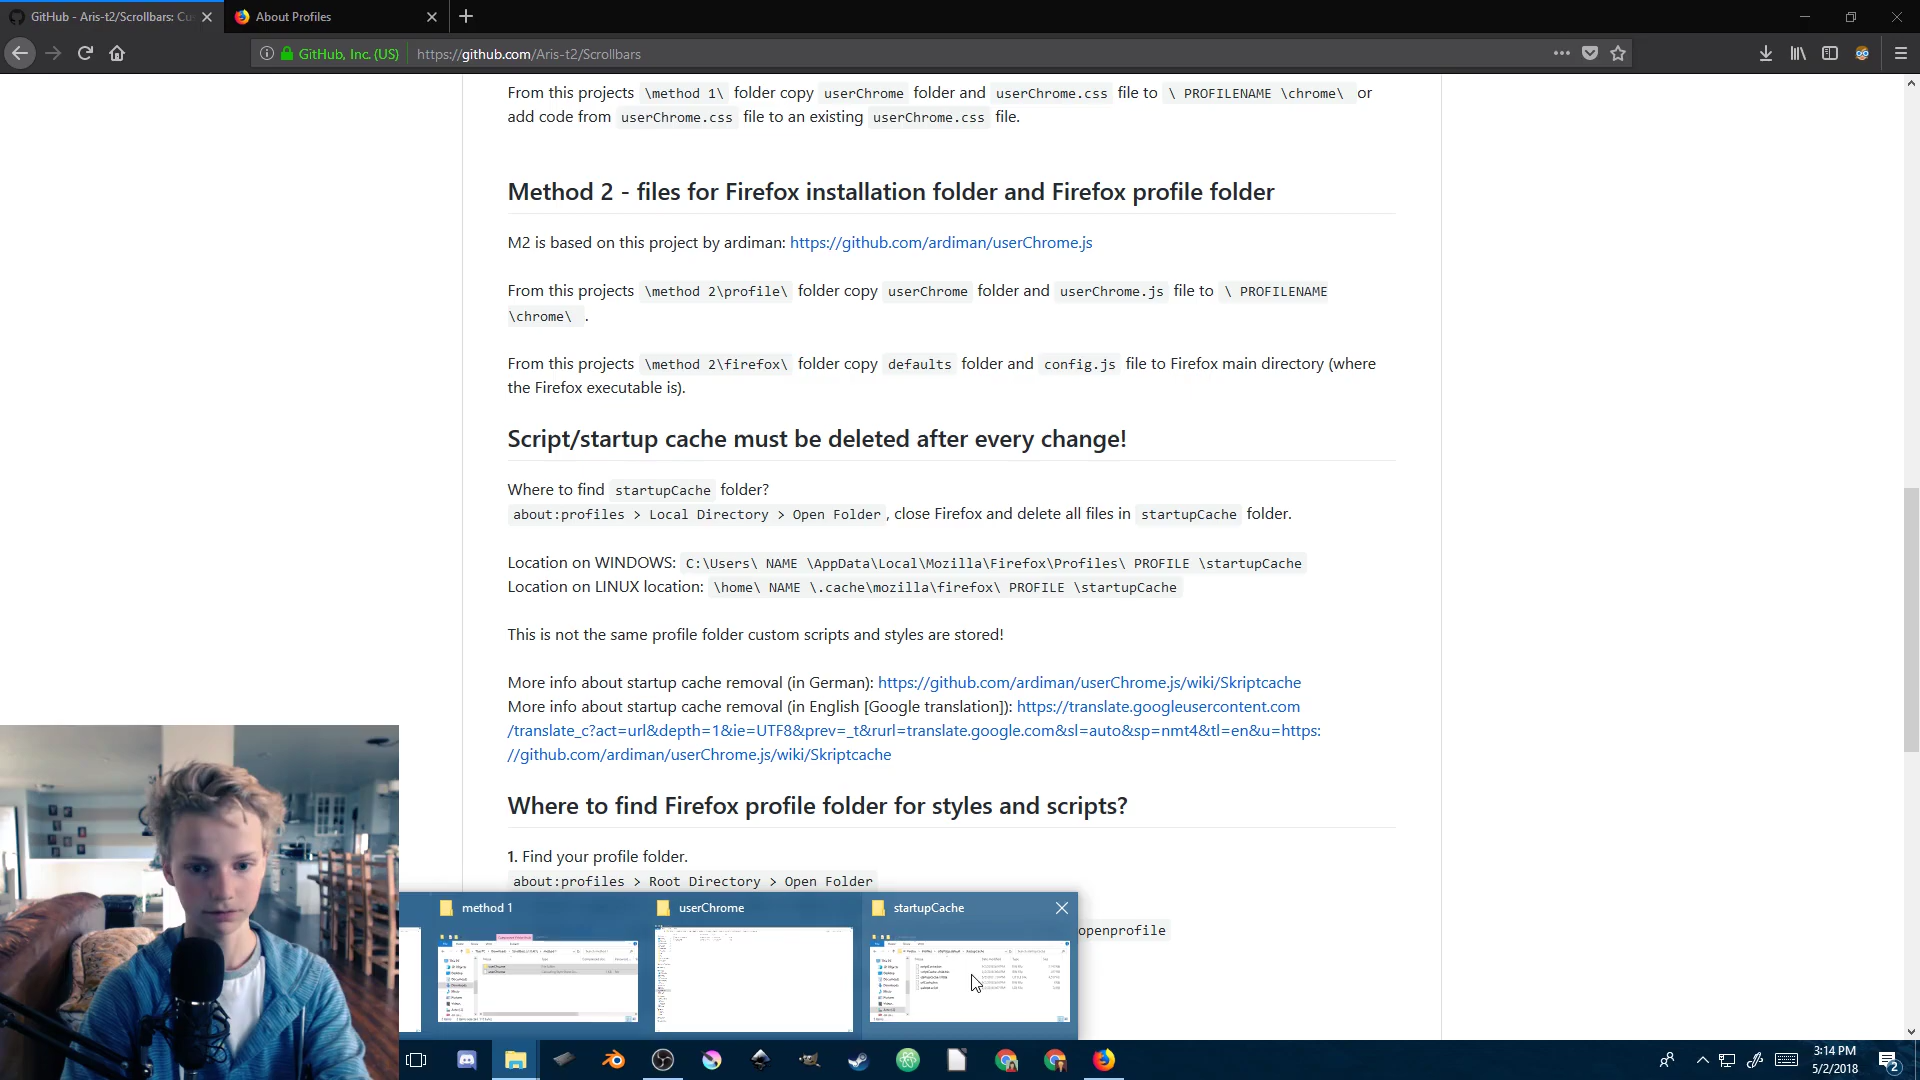 GitHub - Aris-t2/Scrollbars: Cu
About Profiles
GitHub, Inc. (US)
https://github.com/Aris-t2/Scrollbars
From this projects \method 1\ folder copy userChrome folder and userChrome.css file to \ PROFILENAME \chrome\ or
add code from userChrome.css file to an existing userChrome.css file.
Method 2 - files for Firefox installation folder and Firefox profile folder
M2 is based on this project by ardiman: https://github.com/ardiman/userChrome.js
From this projects \method 2\profile\ folder copy userChrome folder and userChrome.js file to \ PROFILENAME
\chrome\ .
From this projects \method 2\firefox\ folder copy defaults folder and config.js file to Firefox main directory (where
the Firefox executable is).
Script/startup cache must be deleted after every change!
Where to find startupCache folder?
about:profiles > Local Directory > Open Folder , close Firefox and delete all files in startupCache folder.
Location on WINDOWS: C:\Users\ NAME \AppData\Local\Mozilla\Firefox\Profiles\ PROFILE \startupCache
Location on LINUX location: \home\ NAME \.cache\mozilla\firefox\ PROFILE \startupCache
This is not the same profile folder custom scripts and styles are stored!
More info about startup cache removal (in German): https://github.com/ardiman/userChrome.js/wiki/Skriptcache
More info about startup cache removal (in English [Google translation]): https://translate.googleusercontent.com
/translate_c?act=url&depth=1&ie=UTF8&prev=_t&rurl=translate.google.com&sl=auto&sp=nmt4&tl=en&u=https:
//github.com/ardiman/userChrome.js/wiki/Skriptcache
Where to find Firefox profile folder for styles and scripts?
1. Find your profile folder.
about:profiles > Root Directory > Open Folder
method 1
userChrome
startupCache
openprofile
3:14 PM
5/2/2018
2